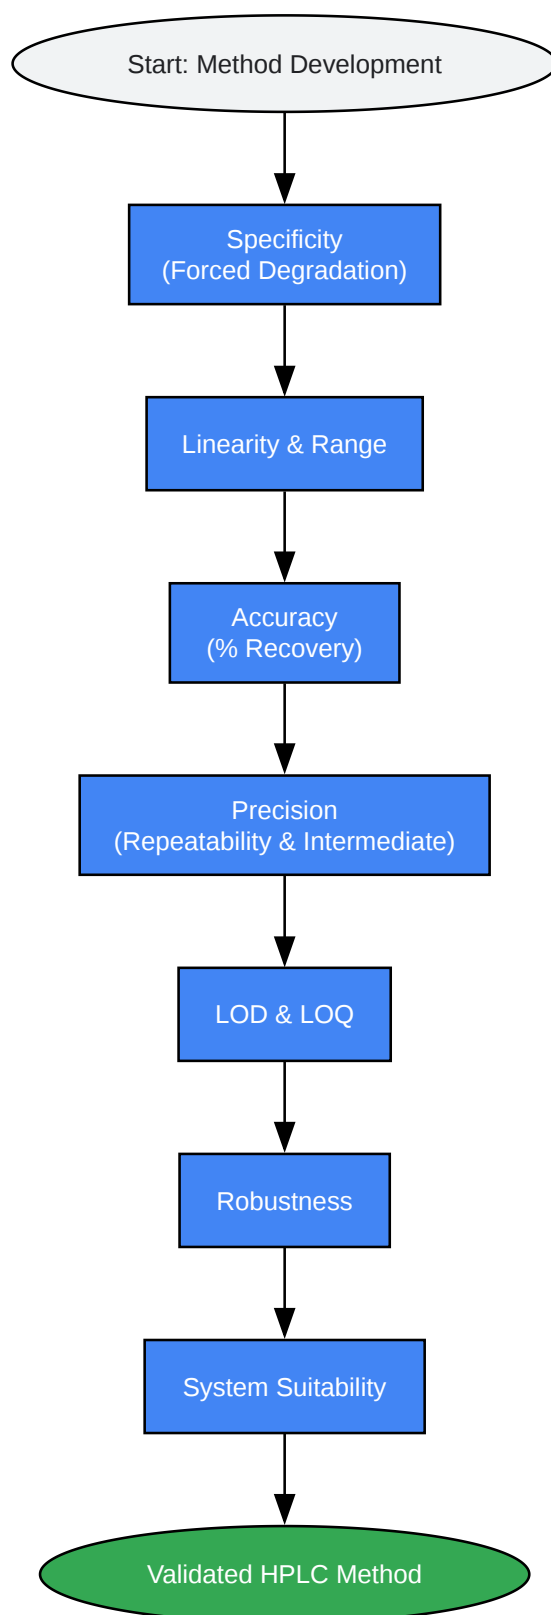 Start: Method Development
Specificity
(Forced Degradation)
Linearity & Range
Accuracy
(% Recovery)
Precision
(Repeatability & Intermediate)
LOD & LOQ
Robustness
System Suitability
Validated HPLC Method